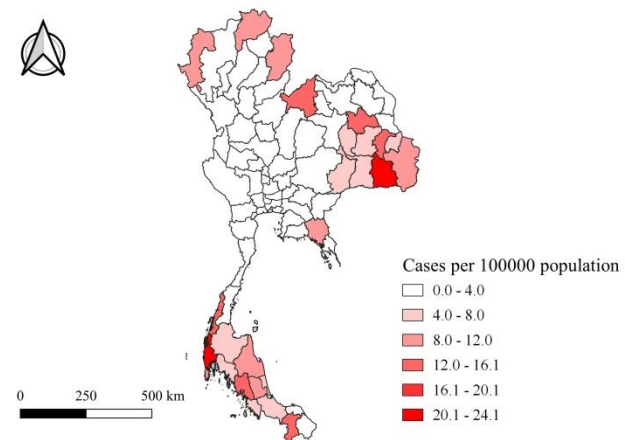 Cases per 100000 population
0.0 - 4.0
4.0 - 8.0
8.0 - 12.0
12.0 - 16.1
16.1 - 20.1
20.1 - 24.1
0 250 500 km